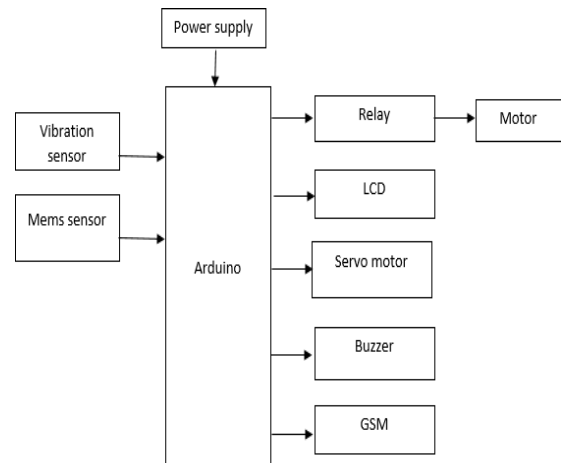 Power supply
Vibration
sensor
Mems sensor
Arduino
Relay
Motor
LCD
Servo motor
Buzzer
GSM